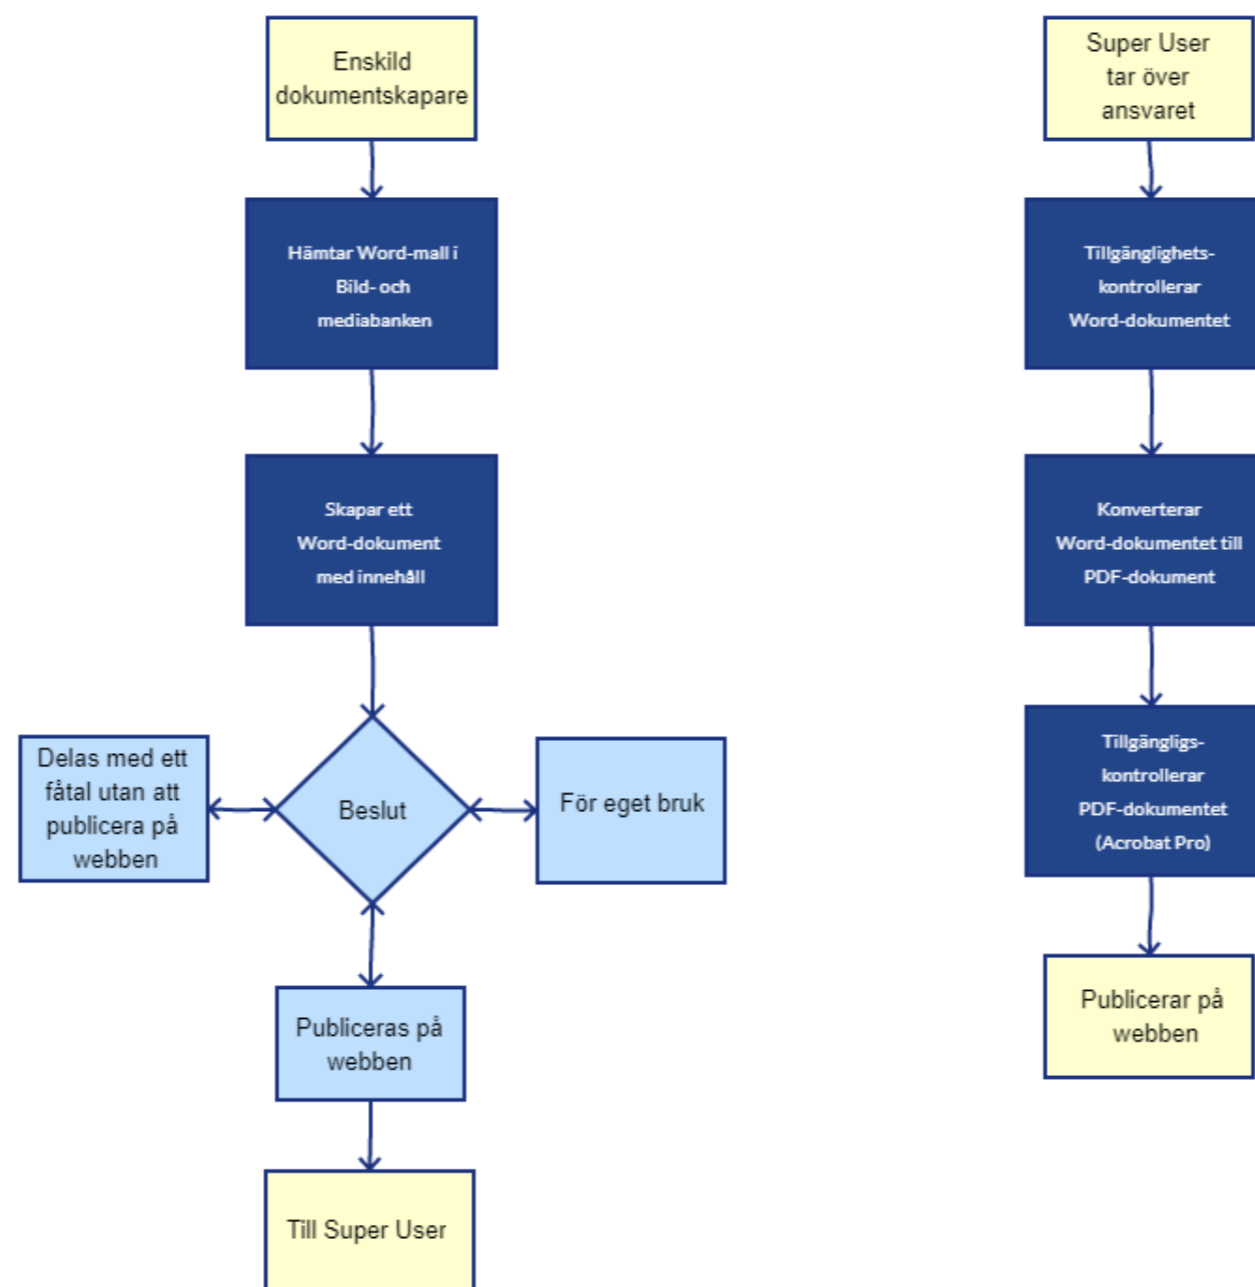 Enskild
dokumentskapare
Hämtar Word-mall i
Bild- och
mediabanken
Skapar ett
Word-dokument
med innehåll
Beslut
Delas med ett
fåtal utan att
publicera på
webben
För eget bruk
Publiceras på
webben
Till Super User
Super User
tar över
ansvaret
Tillgänglighets-
kontrollerar
Word-dokumentet
Konverterar
Word-dokumentet till
PDF-dokument
Tillgängligs-
kontrollerar
PDF-dokumentet
(Acrobat Pro)
Publicerar på
webben